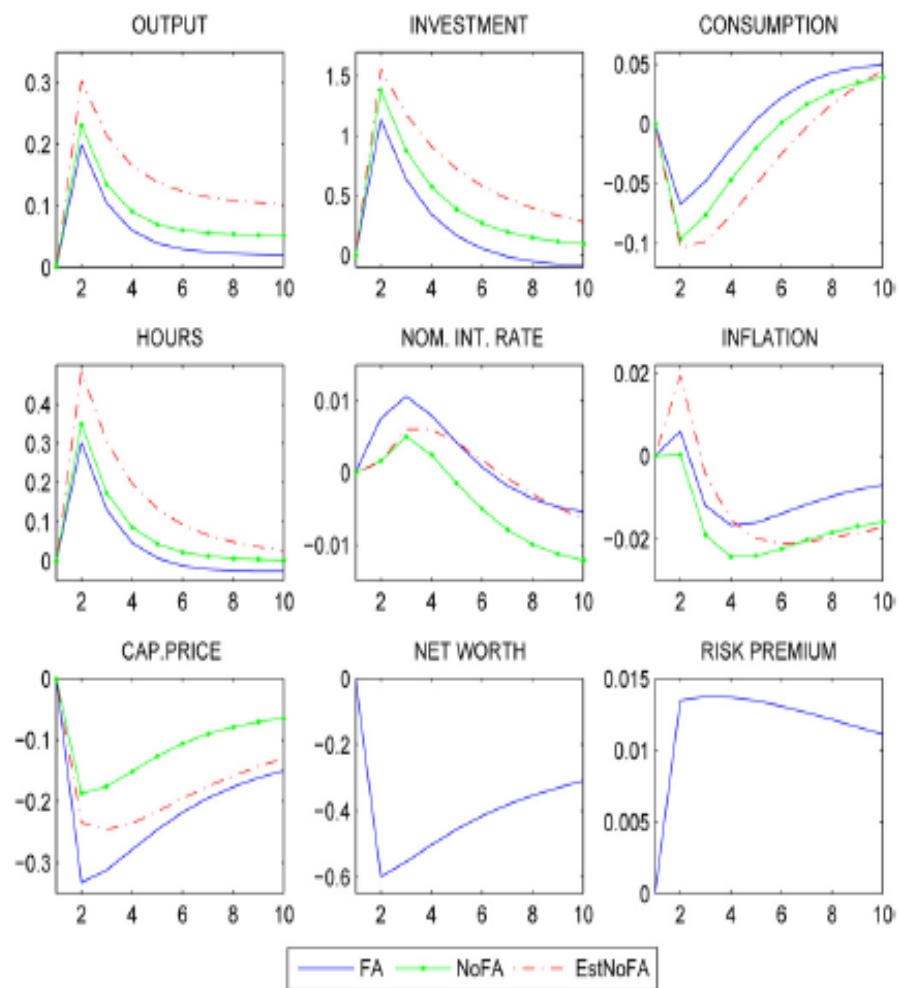 OUTPUT
INVESTMENT
CONSUMPTION
0.3
0.2
0.1
0
2 4 6 8 10
1.5
1
0.5
0
2 4 6 8 10
0.05
0
−0.05
−0.1
2 4 6 8 10
HOURS
NOM. INT. RATE
INFLATION
0.4
0.3
0.2
0.1
0
2 4 6 8 10
0.01
0
−0.01
2 4 6 8 10
0.02
0
−0.02
2 4 6 8 10
CAP.PRICE
NET WORTH
RISK PREMIUM
0
−0.1
−0.2
−0.3
2 4 6 8 10
0
−0.2
−0.4
−0.6
2 4 6 8 10
0.015
0.01
0.005
0
2 4 6 8 10
FA NoFA EstNoFA